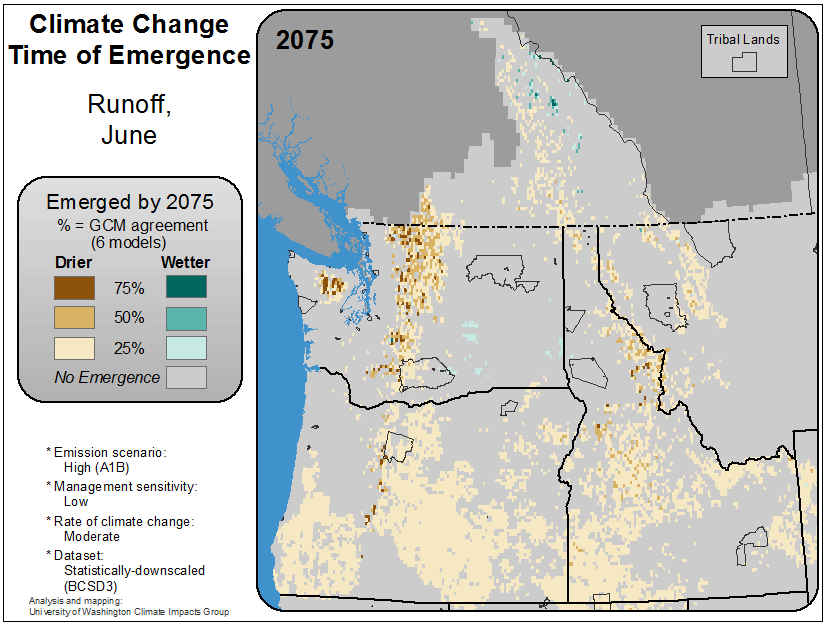 Climate Change
Time of Emergence
Runoff,
June
Emerged by 2075
% = GCM agreement
(6 models)
Drier Wetter
75%
50%
25%
No Emergence
* Emission scenario:
High (A1B)
* Management sensitivity:
Low
* Rate of climate change:
Moderate
* Dataset:
Statistically-downscaled
(BCSD3)
Analysis and mapping:
University of Washington Climate Impacts Group
2075
Tribal Lands